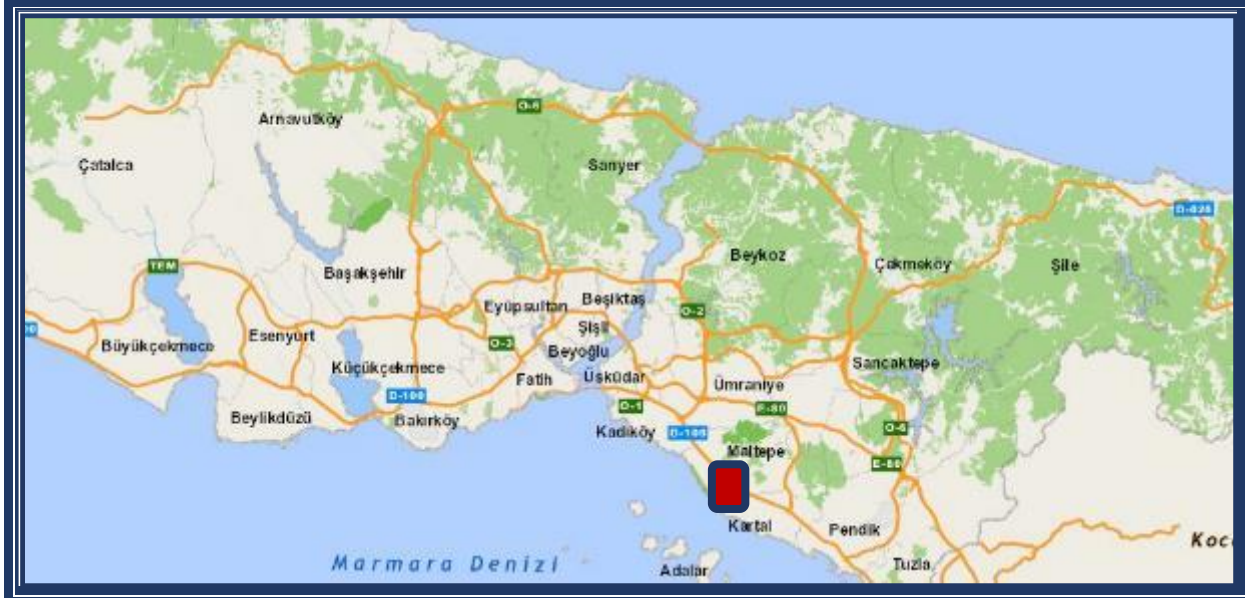 O-6
Arnavutköy
Çatalca
Sarıyer
D-020
Beykoz
Çekmeköy
Şile
TEM
Başakşehir
Eyüpsultan
Beşiktaş
O-2
Şişli
Esenyurt
Büyükçekmece
O-3
Beyoğlu
Küçükçekmece
Sancaktepe
Fatih
Üsküdar
Ümraniye
D-100
O-1
E-80
Beylikdüzü
Bakırköy
Kadıköy
D-100
O-6
Maltepe
E-80
Kartal
Pendik
Koc
Marmara Denizi
Adalar
Tuzla